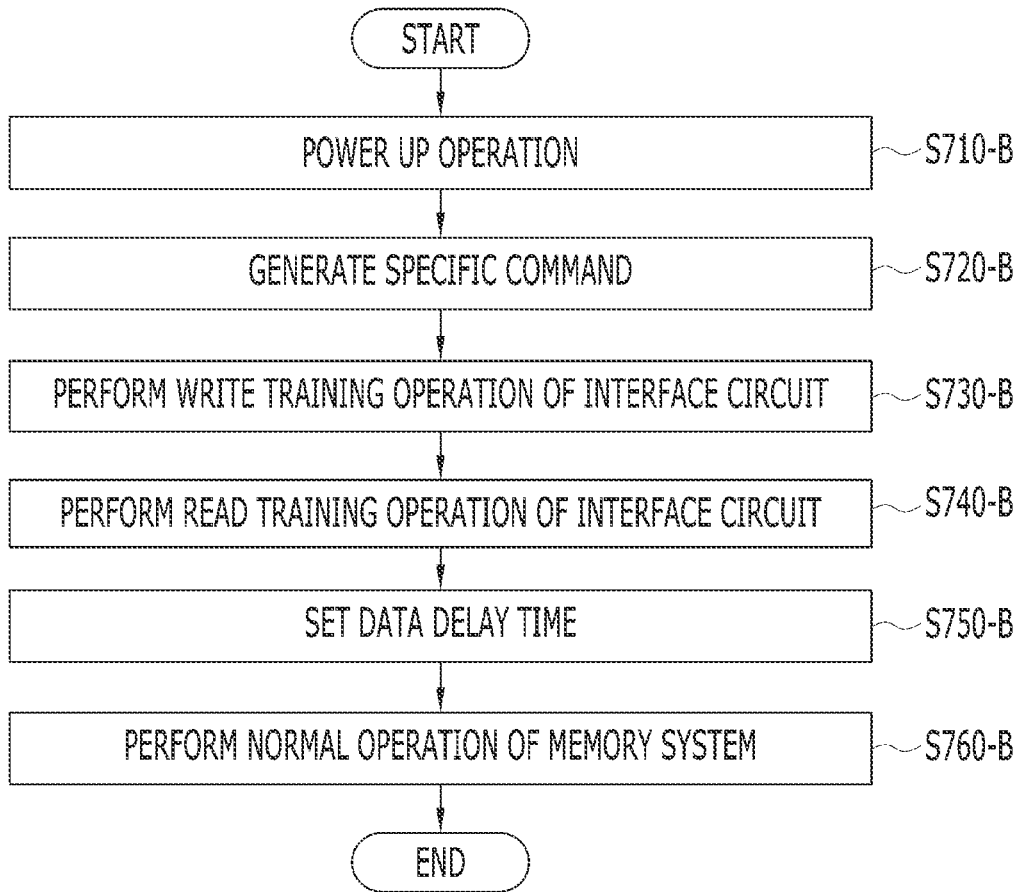 START
POWER UP OPERATION
S710-B
GENERATE SPECIFIC COMMAND
S720-B
PERFORM WRITE TRAINING OPERATION OF INTERFACE CIRCUIT
S730-B
PERFORM READ TRAINING OPERATION OF INTERFACE CIRCUIT
S740-B
SET DATA DELAY TIME
S750-B
PERFORM NORMAL OPERATION OF MEMORY SYSTEM
S760-B
END